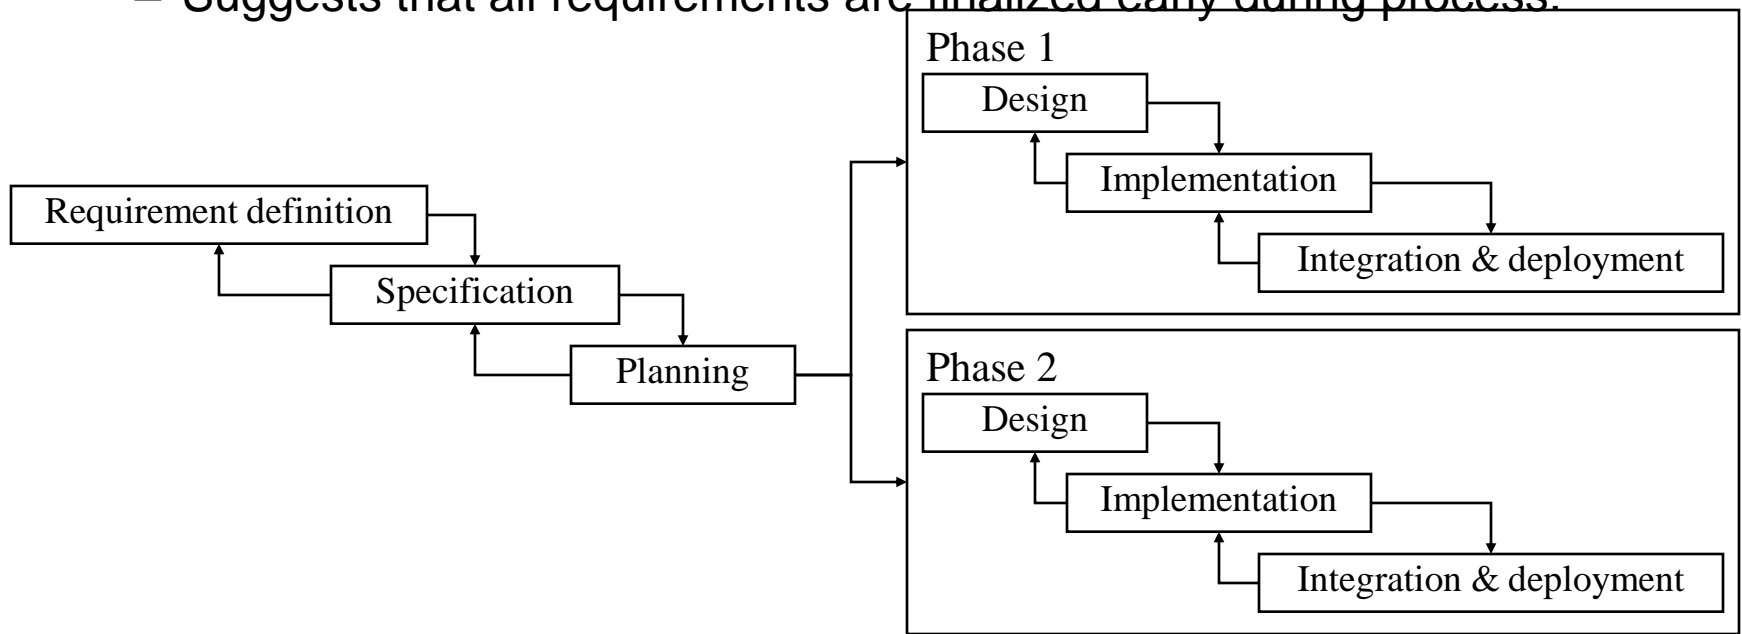 – Suggests that all requirements are finalized early during process.
Requirement definition
Specification
Planning
Phase 1
Design
Implementation
Integration & deployment
Phase 2
Design
Implementation
Integration & deployment